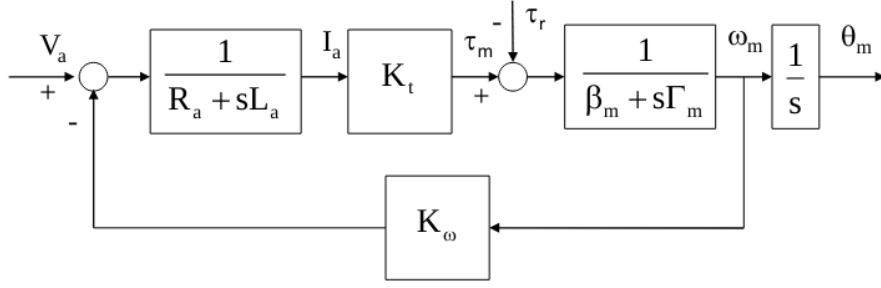 V_a
+
-
1
R_a + sL_a
I_a
K_t
τ_m
+
-
τ_r
1
β_m + sΓ_m
ω_m
1
s
θ_m
K_ω